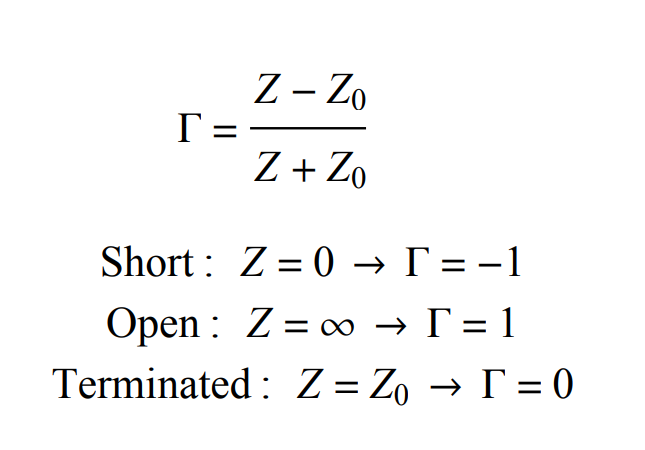 Γ = (Z − Z₀) / (Z + Z₀)
Short : Z = 0 → Γ = −1
Open : Z = ∞ → Γ = 1
Terminated : Z = Z₀ → Γ = 0